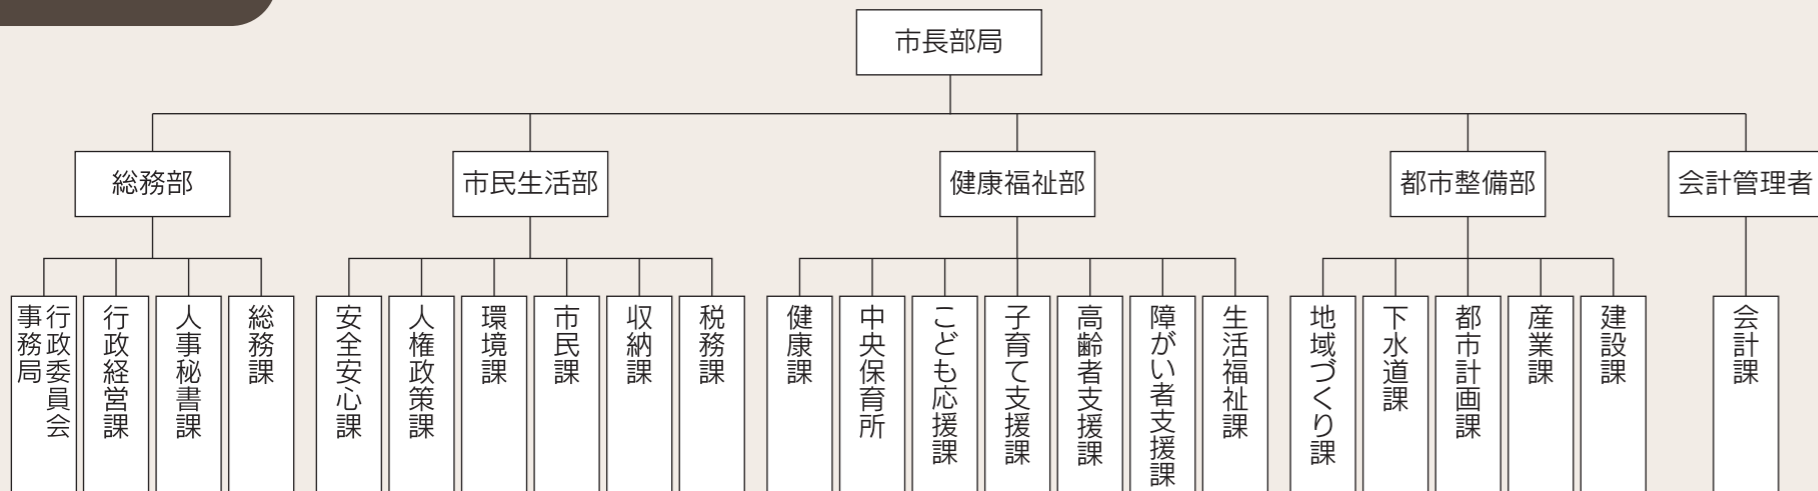 市長部局
総務部
市民生活部
健康福祉部
都市整備部
会計管理者
行政委員会
事務局
行政経営課
人事秘書課
総務課
安全安心課
人権政策課
環境課
市民課
収納課
税務課
健康課
中央保育所
こども応援課
子育て支援課
高齢者支援課
障がい者支援課
生活福祉課
地域づくり課
下水道課
都市計画課
産業課
建設課
会計課